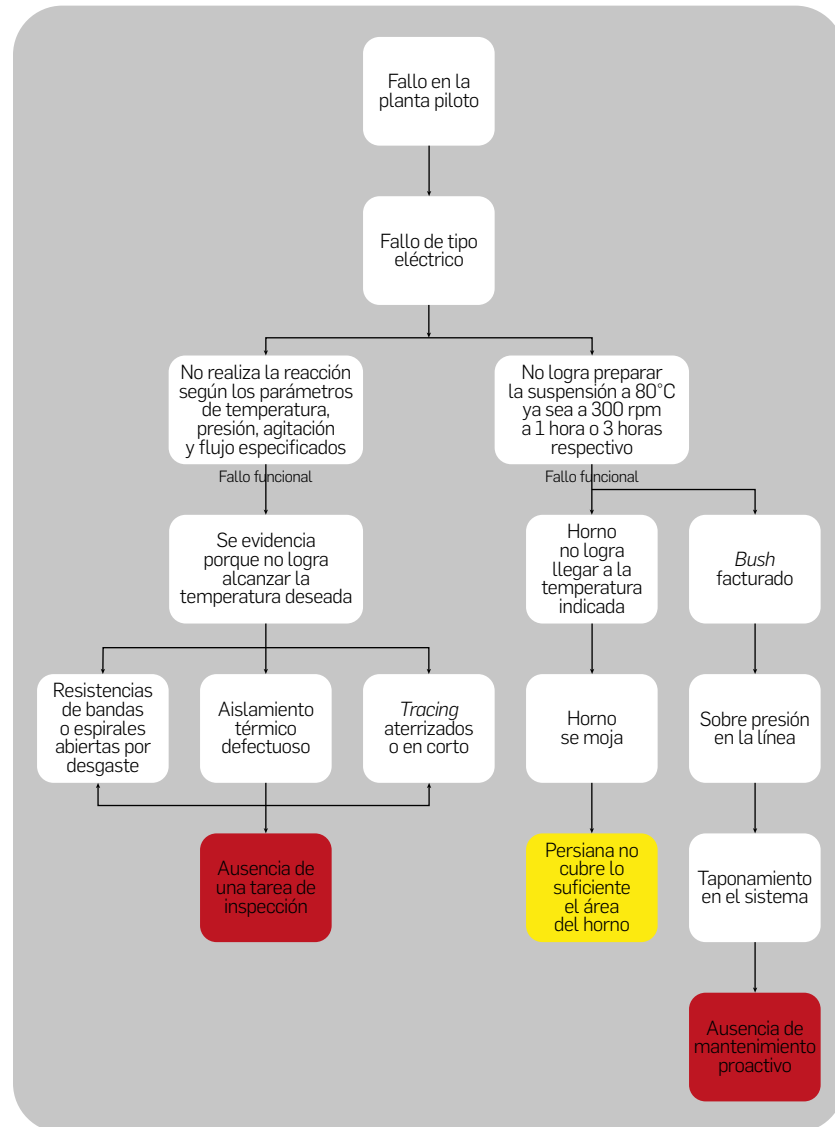 Fallo en la
planta piloto
Fallo de tipo
eléctrico
No realiza la reacción
según los parámetros
de temperatura,
presión, agitación
y flujo especificados
No logra preparar
la suspensión a 80°C
ya sea a 300 rpm
a 1 hora o 3 horas
respectivo
Fallo funcional
Fallo funcional
Se evidencia
porque no logra
alcanzar la
temperatura deseada
Horno
no logra
llegar a la
temperatura
indicada
Bush
facturado
Resistencias
de bandas
o espirales
abiertas por
desgaste
Aislamiento
térmico
defectuoso
Tracing
aterrizados
o en corto
Horno
se moja
Sobre presión
en la línea
Ausencia de
una tarea de
inspección
Persiana no
cubre lo
suficiente
el área
del horno
Taponamiento
en el sistema
Ausencia de
mantenimiento
proactivo